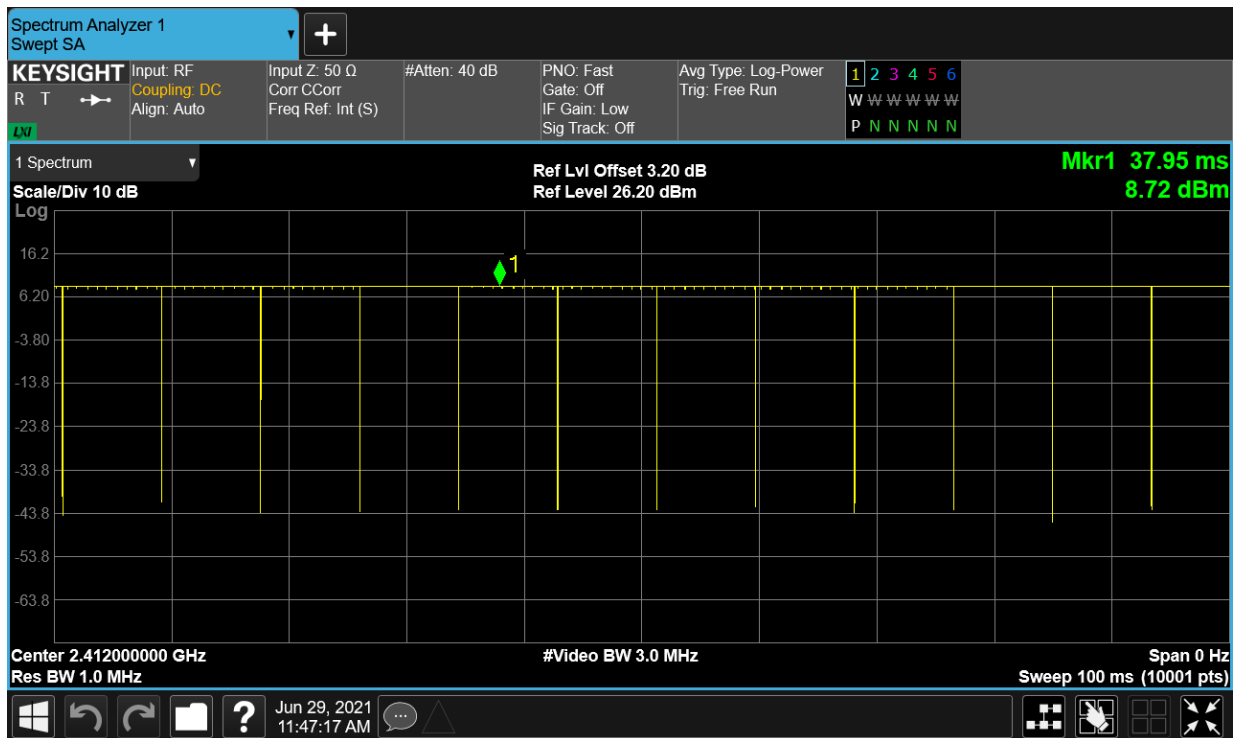 Spectrum Analyzer 1
Swept SA
+
KEYSIGHT
R T
LXI
Input: RF
Coupling: DC
Align: Auto
Input Z: 50 Ω
Corr CCorr
Freq Ref: Int (S)
#Atten: 40 dB
PNO: Fast
Gate: Off
IF Gain: Low
Sig Track: Off
Avg Type: Log-Power
Trig: Free Run
1 2 3 4 5 6
W W W W W W
P N N N N N
1 Spectrum
Scale/Div 10 dB
Ref Lvl Offset 3.20 dB
Ref Level 26.20 dBm
Mkr1 37.95 ms
8.72 dBm
Log
16.2
6.20
-3.80
-13.8
-23.8
-33.8
-43.8
-53.8
-63.8
1
Center 2.412000000 GHz
Res BW 1.0 MHz
#Video BW 3.0 MHz
Span 0 Hz
Sweep 100 ms (10001 pts)
?
Jun 29, 2021
11:47:17 AM